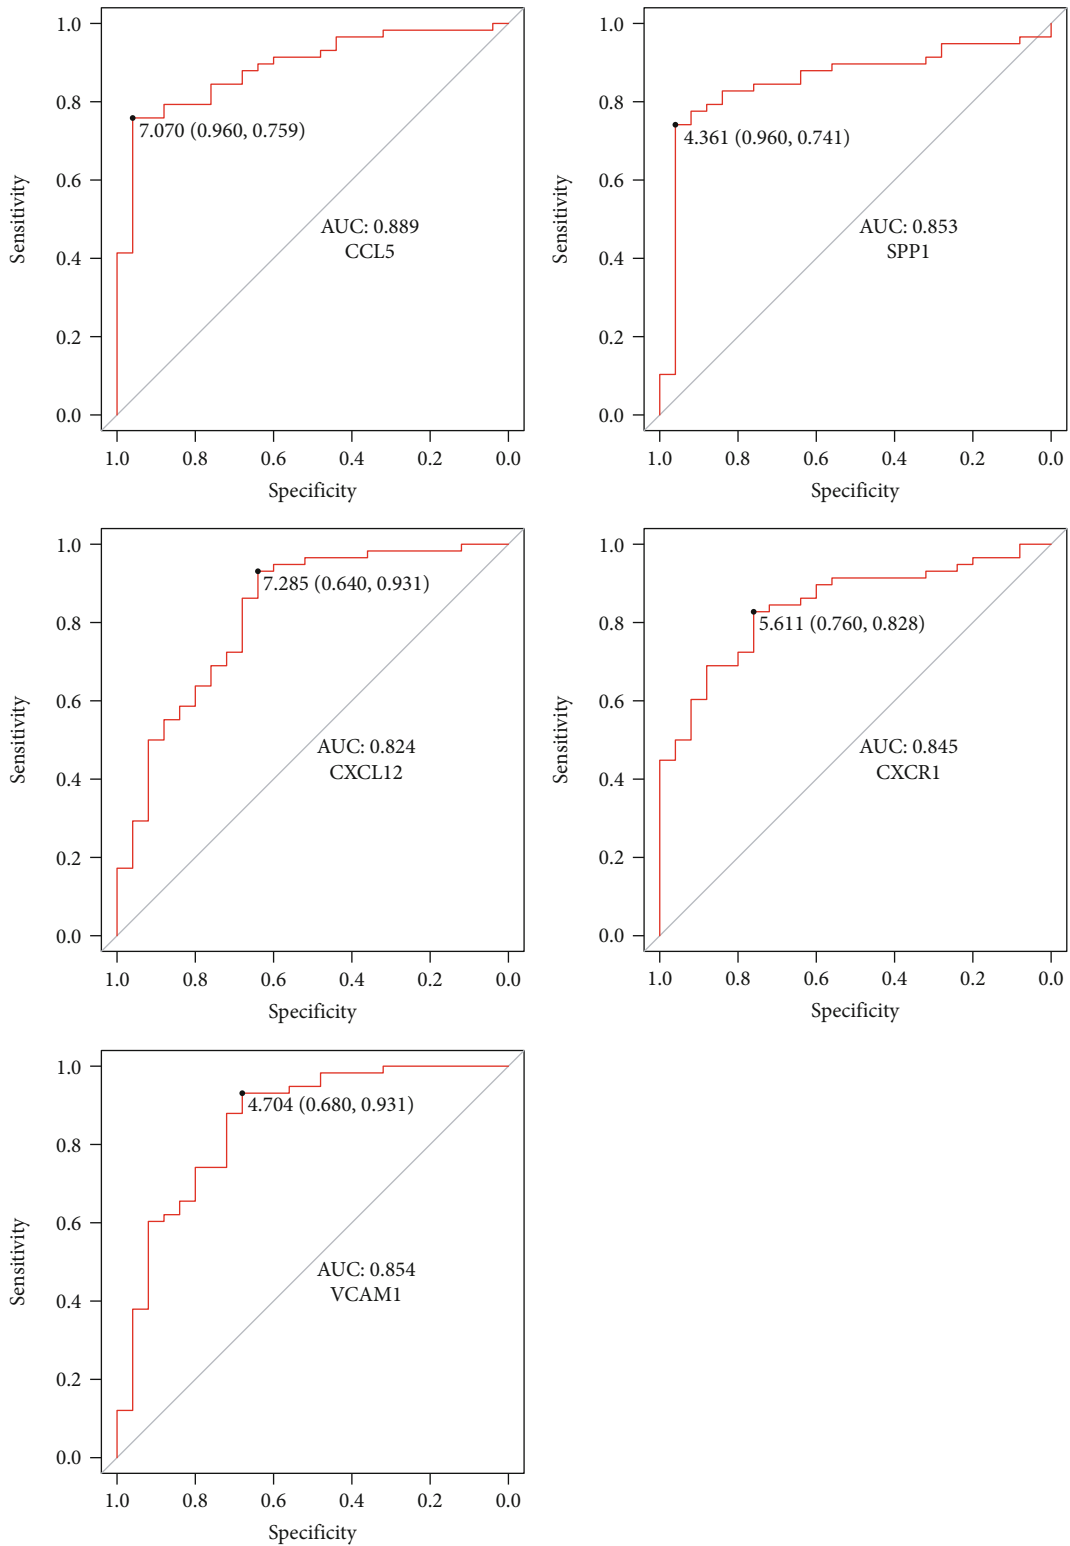 1.0
0.8
0.6
0.4
0.2
0.0
Sensitivity
7.070 (0.960, 0.759)
AUC: 0.889
CCL5
1.0 0.8 0.6 0.4 0.2 0.0
Specificity
1.0
0.8
0.6
0.4
0.2
0.0
Sensitivity
4.361 (0.960, 0.741)
AUC: 0.853
SPP1
1.0 0.8 0.6 0.4 0.2 0.0
Specificity
1.0
0.8
0.6
0.4
0.2
0.0
Sensitivity
7.285 (0.640, 0.931)
AUC: 0.824
CXCL12
1.0 0.8 0.6 0.4 0.2 0.0
Specificity
1.0
0.8
0.6
0.4
0.2
0.0
Sensitivity
5.611 (0.760, 0.828)
AUC: 0.845
CXCR1
1.0 0.8 0.6 0.4 0.2 0.0
Specificity
1.0
0.8
0.6
0.4
0.2
0.0
Sensitivity
4.704 (0.680, 0.931)
AUC: 0.854
VCAM1
1.0 0.8 0.6 0.4 0.2 0.0
Specificity